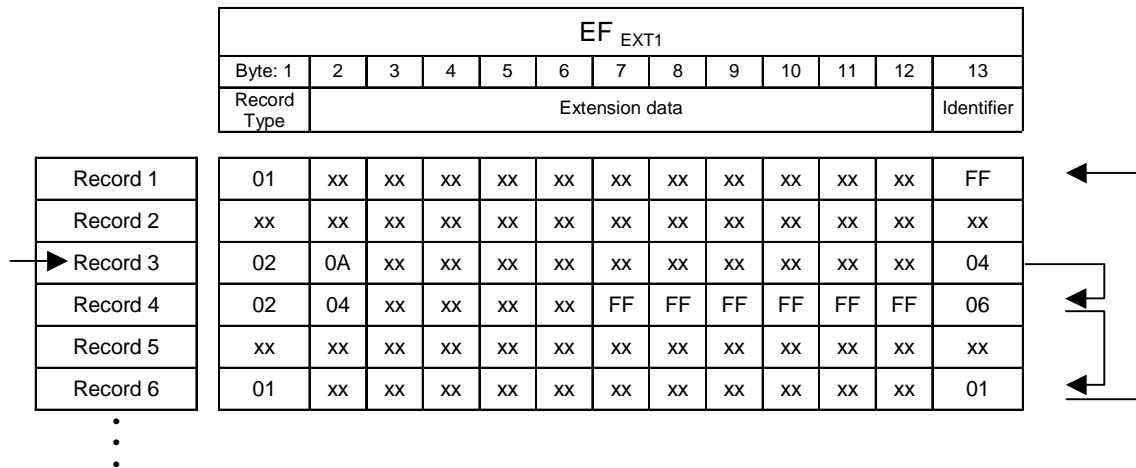 EF EXT1
Byte: 1 2 3 4 5 6 7 8 9 10 11 12 13
Record Type Extension data Identifier
Record 1 01 xx xx xx xx xx xx xx xx xx xx xx FF
Record 2 xx xx xx xx xx xx xx xx xx xx xx xx xx
Record 3 02 0A xx xx xx xx xx xx xx xx xx xx 04
Record 4 02 04 xx xx xx xx FF FF FF FF FF FF 06
Record 5 xx xx xx xx xx xx xx xx xx xx xx xx xx
Record 6 01 xx xx xx xx xx xx xx xx xx xx xx 01